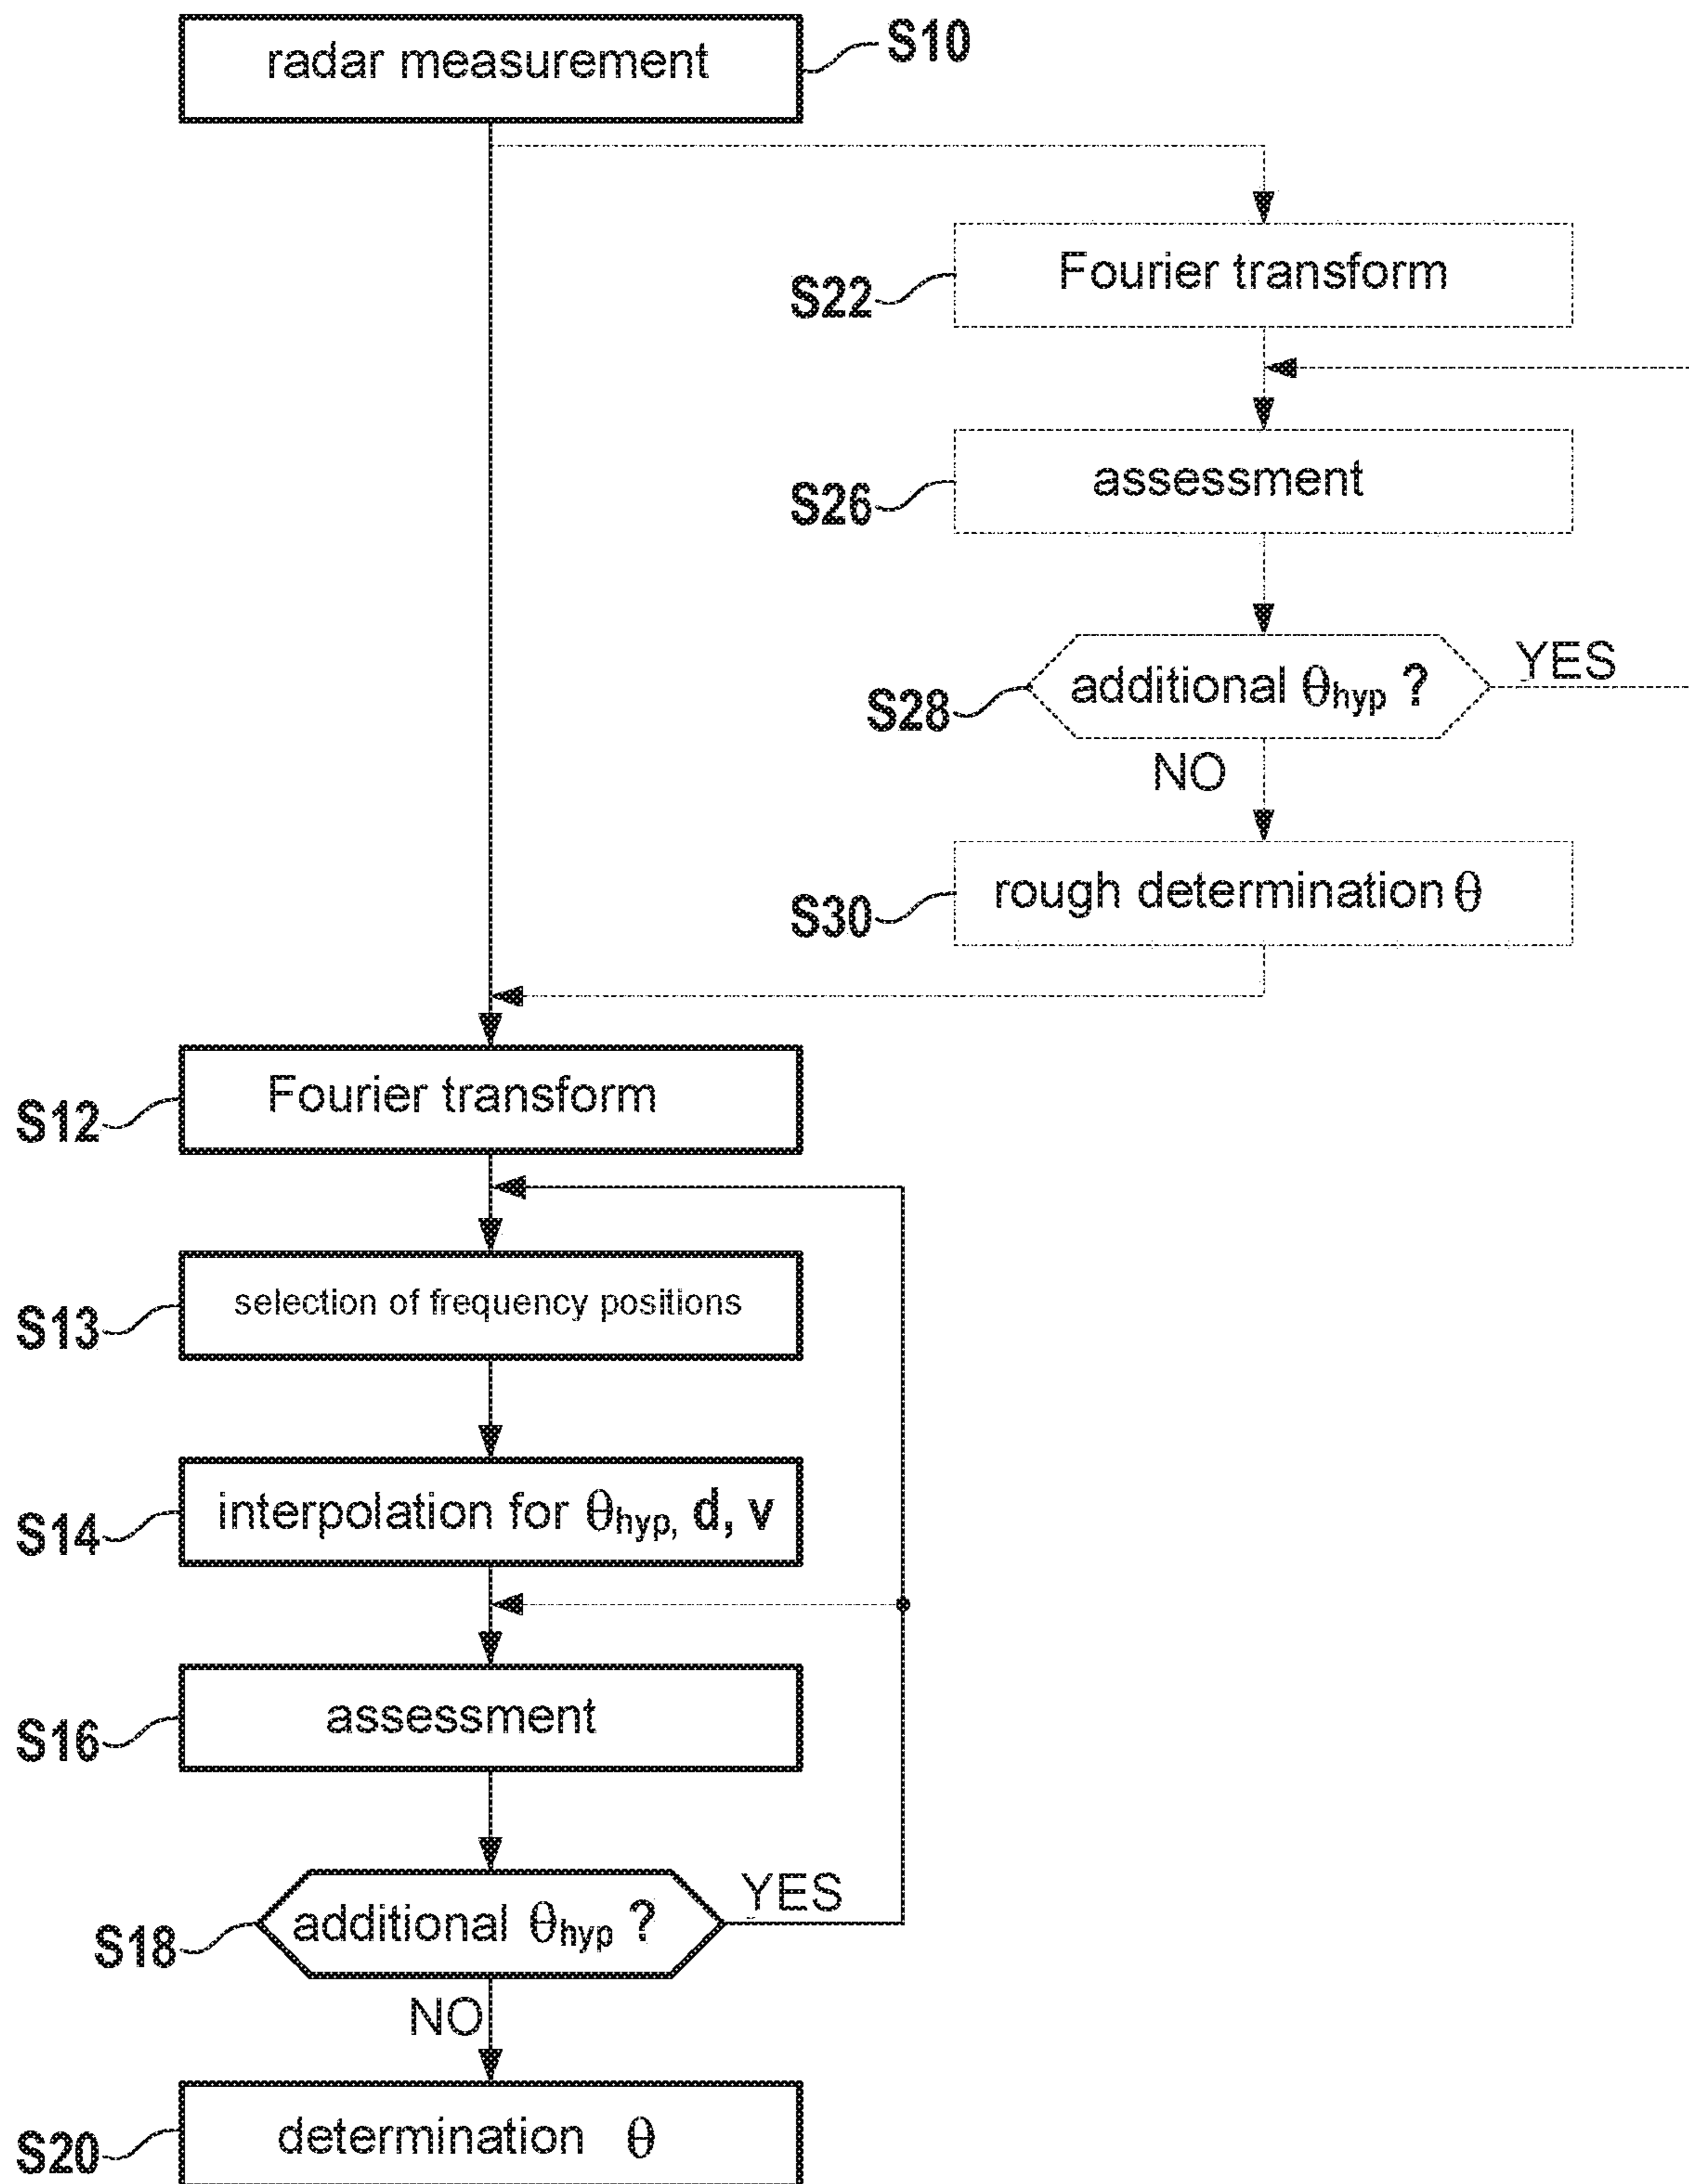 radar measurement
S10
Fourier transform
S22
assessment
S26
additional θhyp ?
YES
S28
NO
rough determination θ
S30
Fourier transform
S12
selection of frequency positions
S13
interpolation for θhyp, d, v
S14
assessment
S16
additional θhyp ?
YES
S18
NO
determination θ
S20